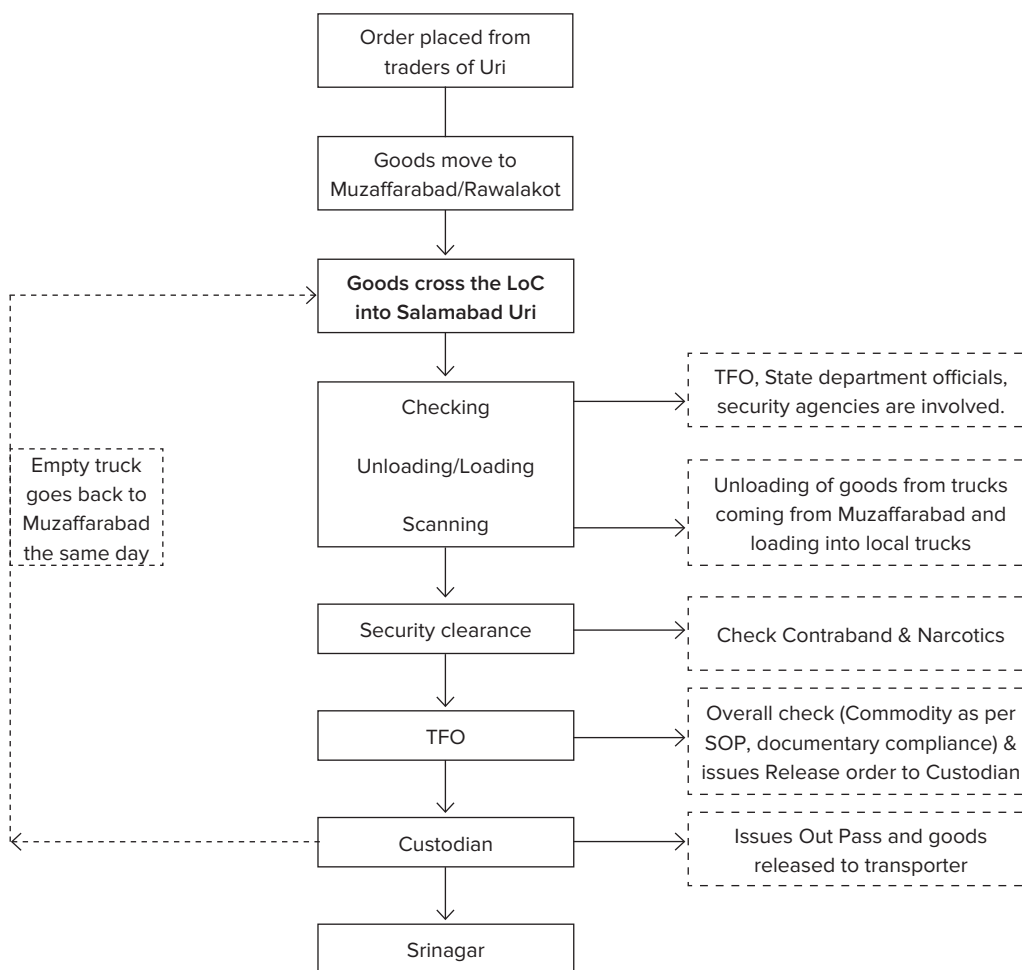 Order placed from
traders of Uri
Goods move to
Muzaffarabad/Rawalakot
Goods cross the LoC
into Salamabad Uri
Checking
Unloading/Loading
Scanning
TFO, State department officials,
security agencies are involved.
Unloading of goods from trucks
coming from Muzaffarabad and
loading into local trucks
Empty truck
goes back to
Muzaffarabad
the same day
Security clearance
Check Contraband & Narcotics
TFO
Overall check (Commodity as per
SOP, documentary compliance) &
issues Release order to Custodian
Custodian
Issues Out Pass and goods
released to transporter
Srinagar